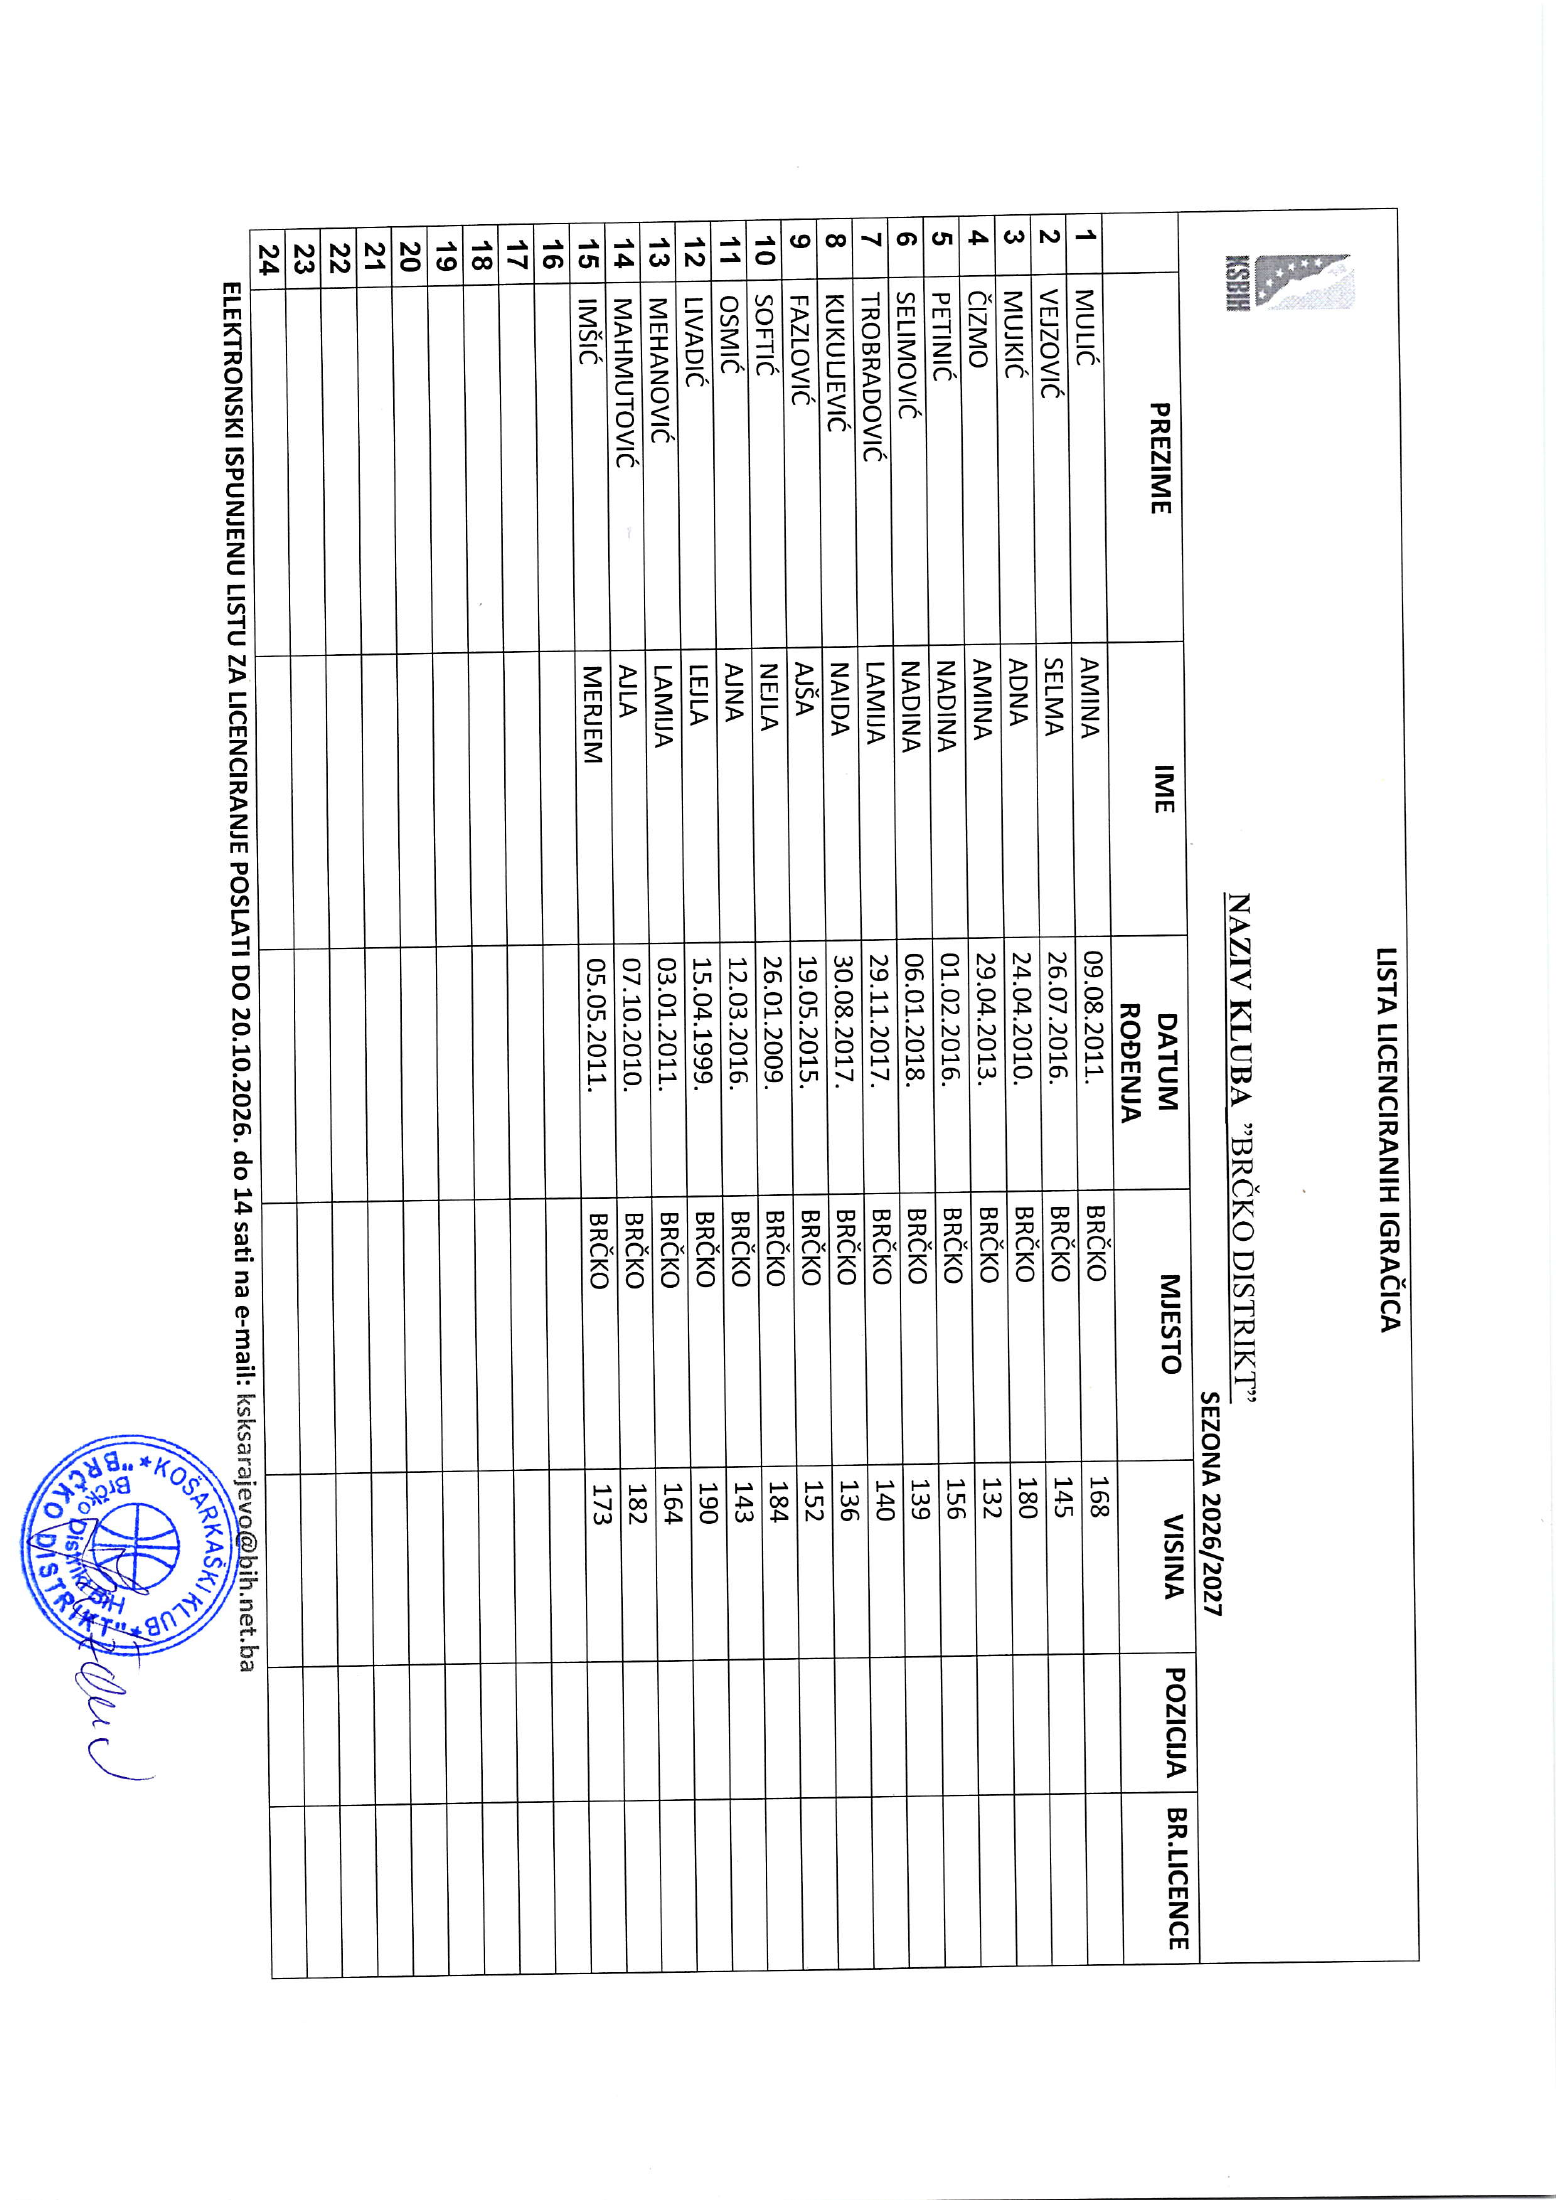 LISTA LICENCIRANIH IGRAČICA
KSBIH
NAZIV KLUBA "BRČKO DISTRIKT"
SEZONA 2026/2027
PREZIME IME DATUM ROĐENJA MJESTO VISINA POZICIJA BR.LICENCE
1 MULIĆ AMINA 09.08.2011. BRČKO 168
2 VEJZOVIĆ SELMA 26.07.2016. BRČKO 145
3 MUJKIĆ ADNA 24.04.2010. BRČKO 180
4 ČIZMO AMINA 29.04.2013. BRČKO 132
5 PETINIĆ NADINA 01.02.2016. BRČKO 156
6 SELIMOVIĆ NADINA 06.01.2018. BRČKO 139
7 TROBRADOVIĆ LAMIJA 29.11.2017. BRČKO 140
8 KUKULJEVIĆ NAIDA 30.08.2017. BRČKO 136
9 FAZLOVIĆ AJŠA 19.05.2015. BRČKO 152
10 SOFTIĆ NEJLA 26.01.2009. BRČKO 184
11 OSMIĆ AJNA 12.03.2016. BRČKO 143
12 LIVADIĆ LEJLA 15.04.1999. BRČKO 190
13 MEHANOVIĆ LAMIJA 03.01.2011. BRČKO 164
14 MAHMUTOVIĆ AJLA 07.10.2010. BRČKO 182
15 IMŠIĆ MERJEM 05.05.2011. BRČKO 173
16
17
18
19
20
21
22
23
24
ELEKTRONSKI ISPUNJENU LISTU ZA LICENCIRANJE POSLATI DO 20.10.2026. do 14 sati na e-mail: ksksarajevo@bih.net.ba
*KOŠARKAŠKI KLUB*
"BRČKO DISTRIKT"
Brčko Distrikt BiH